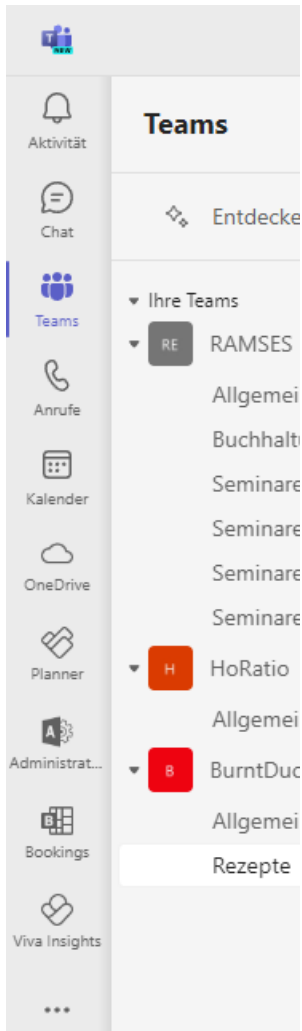 NEW
Aktivität
Chat
Teams
Anrufe
Kalender
OneDrive
Planner
Administrat...
Bookings
Viva Insights
Teams
Entdecke
Ihre Teams
RE RAMSES
Allgemei
Buchhalt
Seminare
Seminare
Seminare
Seminare
H HoRatio
Allgemei
B BurntDuc
Allgemei
Rezepte